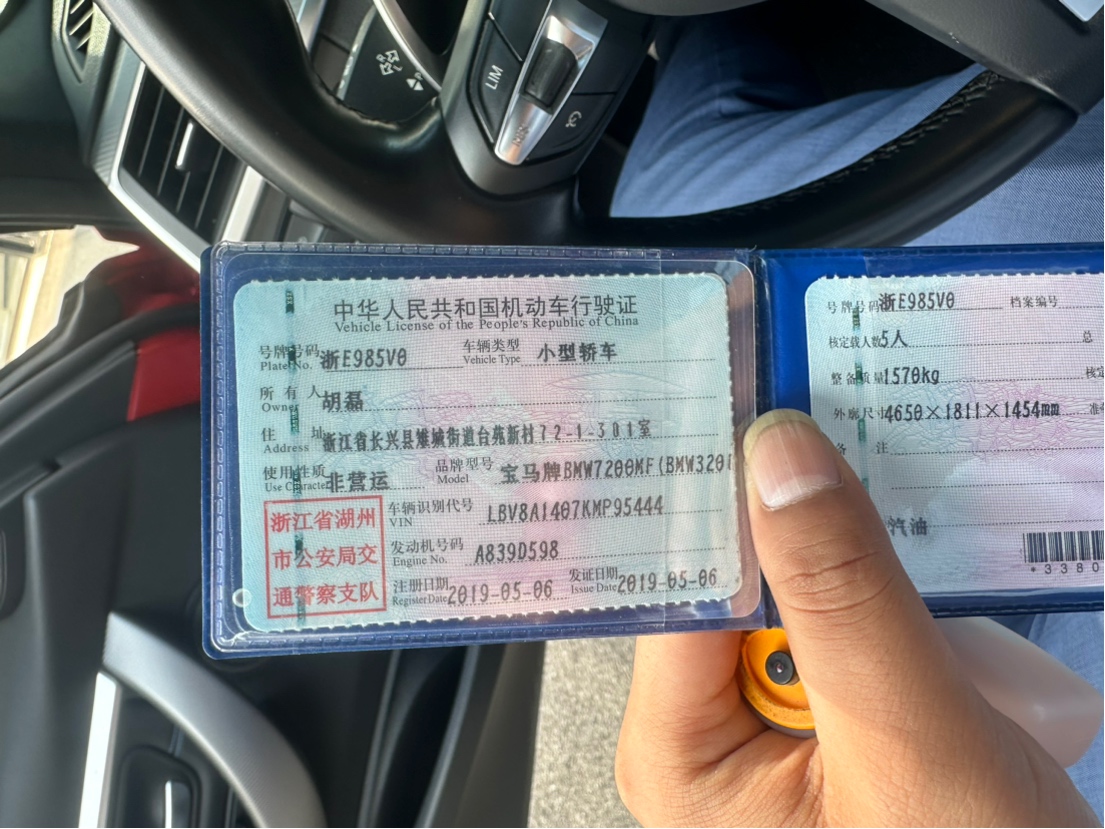 LIM
中华人民共和国机动车行驶证
Vehicle License of the People's Republic of China
号牌号码 浙E985V0 车辆类型 小型轿车
Plate No. Vehicle Type
所有人 胡磊
Owner
住址 浙江省长兴县雉城街道台苑新村72-1-301室
Address
使用性质 非营运 品牌型号 宝马牌BMW7200MF(BMW320i
Use Character Model
浙江省湖州
市公安局交
通警察支队
车辆识别代号 LBV8A1407KMP95444
VIN
发动机号码 A839D598
Engine No.
注册日期 2019-05-06 发证日期 2019-05-06
Register Date Issue Date
号牌号码 浙E985V0 档案编号
核定载人数 5人 总
整备质量 1570kg 核定
外廓尺寸 4650×1811×1454mm 准牵
备注
汽油
*3380